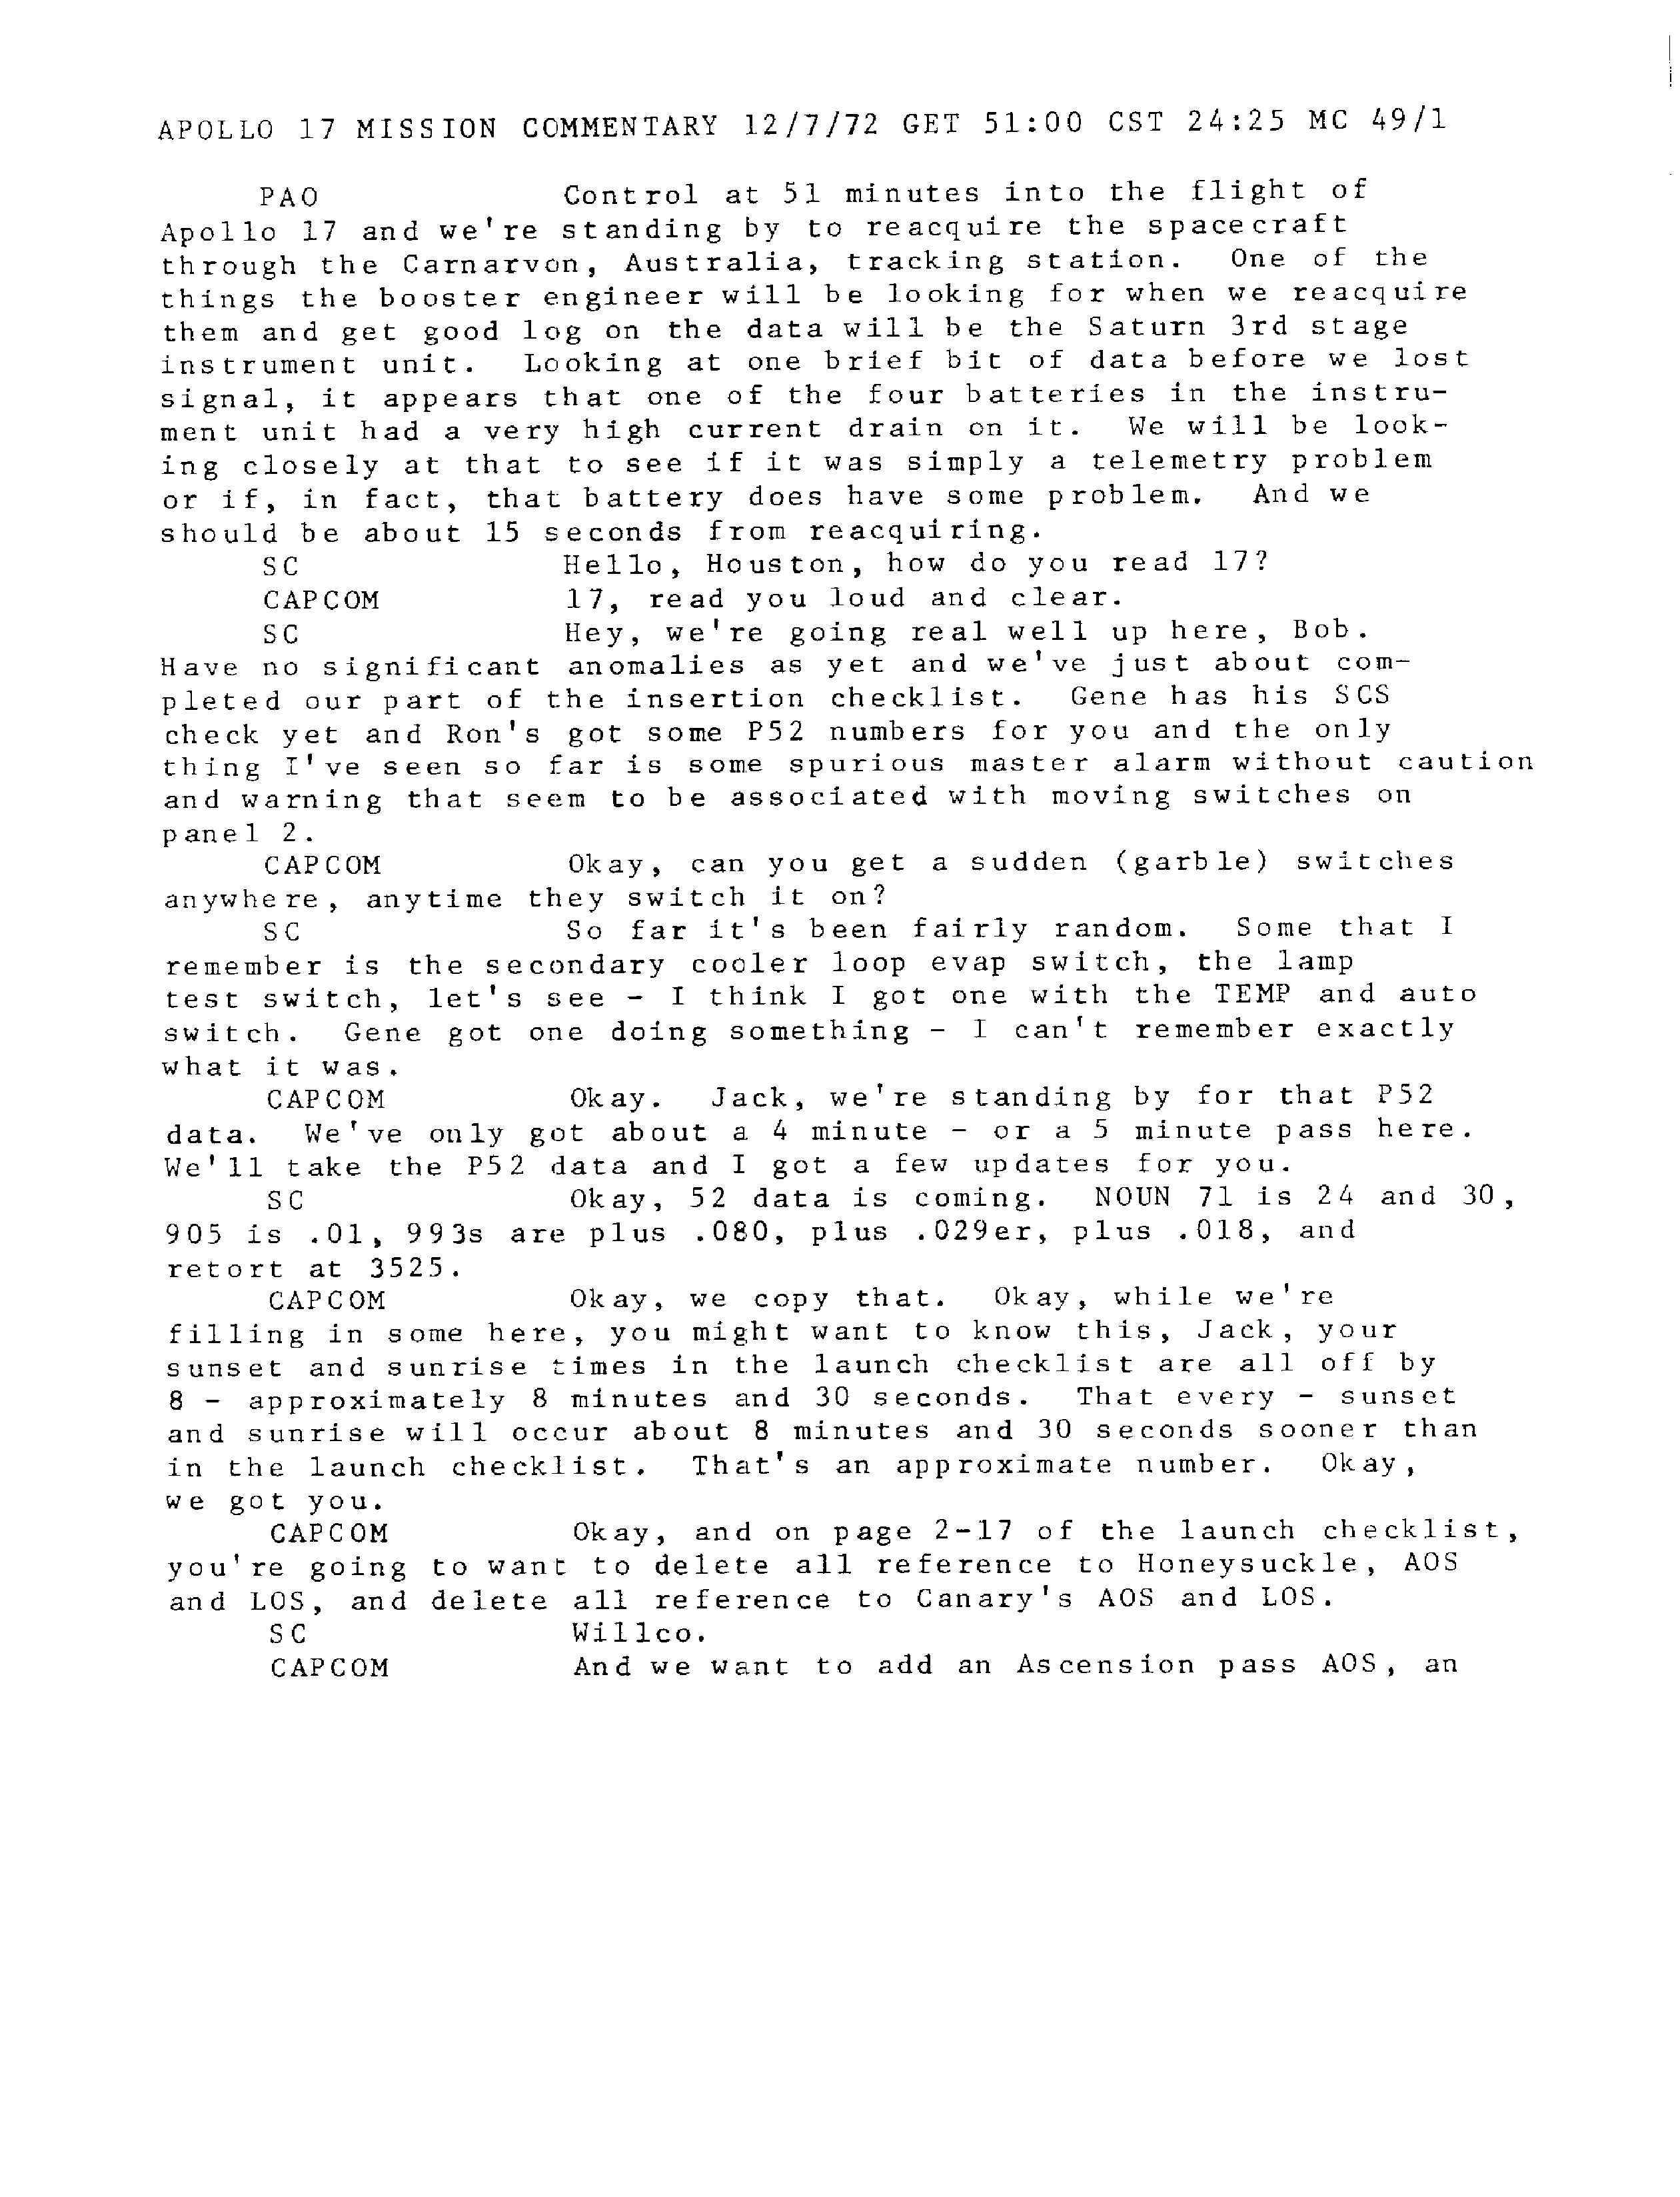 APOLLO 17 MISSION COMMENTARY 12/7/72 GET 51:00 CST 24:25 MC 49/1
PAO Control at 51 minutes into the flight of
Apollo 17 and we're standing by to reacquire the spacecraft
through the Carnarvon, Australia, tracking station. One of the
things the booster engineer will be looking for when we reacquire
them and get good log on the data will be the Saturn 3rd stage
instrument unit. Looking at one brief bit of data before we lost
signal, it appears that one of the four batteries in the instru-
ment unit had a very high current drain on it. We will be look-
ing closely at that to see if it was simply a telemetry problem
or if, in fact, that battery does have some problem. And we
should be about 15 seconds from reacquiring.
SC Hello, Houston, how do you read 17?
CAPCOM 17, read you loud and clear.
SC Hey, we're going real well up here, Bob.
Have no significant anomalies as yet and we've just about com-
pleted our part of the insertion checklist. Gene has his SCS
check yet and Ron's got some P52 numbers for you and the only
thing I've seen so far is some spurious master alarm without caution
and warning that seem to be associated with moving switches on
panel 2.
CAPCOM Okay, can you get a sudden (garble) switches
anywhere, anytime they switch it on?
SC So far it's been fairly random. Some that I
remember is the secondary cooler loop evap switch, the lamp
test switch, let's see - I think I got one with the TEMP and auto
switch. Gene got one doing something - I can't remember exactly
what it was.
CAPCOM Okay. Jack, we're standing by for that P52
data. We've only got about a 4 minute - or a 5 minute pass here.
We'll take the P52 data and I got a few updates for you.
SC Okay, 52 data is coming. NOUN 71 is 24 and 30,
905 is .01, 993s are plus .080, plus .029er, plus .018, and
retort at 3525.
CAPCOM Okay, we copy that. Okay, while we're
filling in some here, you might want to know this, Jack, your
sunset and sunrise times in the launch checklist are all off by
8 - approximately 8 minutes and 30 seconds. That every - sunset
and sunrise will occur about 8 minutes and 30 seconds sooner than
in the launch checklist. That's an approximate number. Okay,
we got you.
CAPCOM Okay, and on page 2-17 of the launch checklist,
you're going to want to delete all reference to Honeysuckle, AOS
and LOS, and delete all reference to Canary's AOS and LOS.
SC Willco.
CAPCOM And we want to add an Ascension pass AOS, an